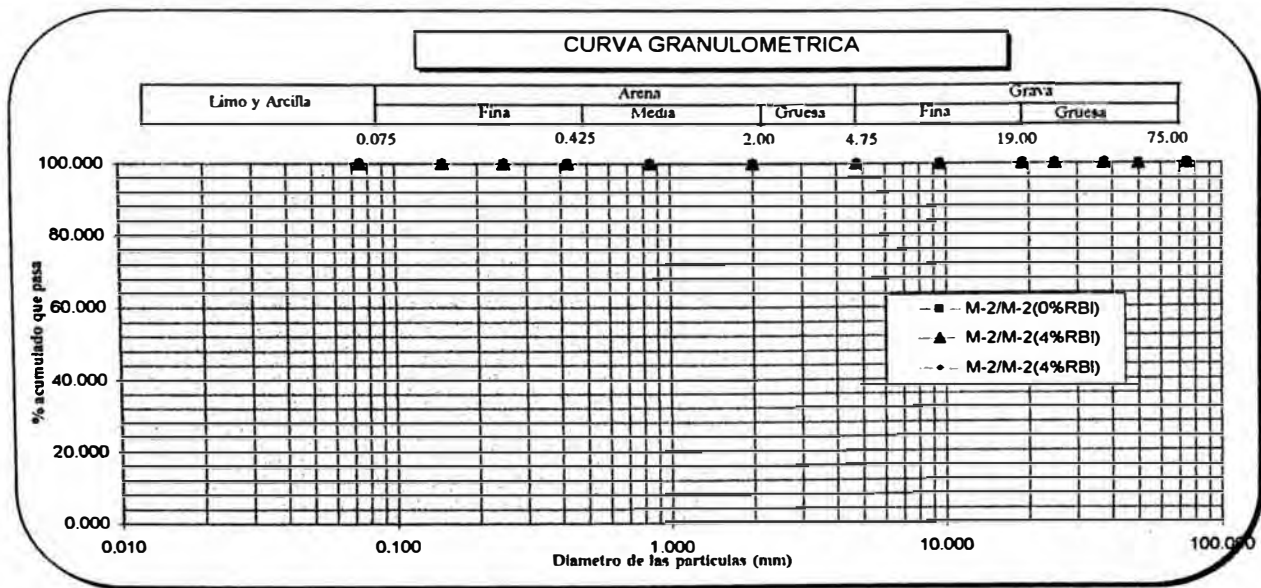 CURVA GRANULOMETRICA
Limo y Arcilla
Arena
Grava
Fina
Media
Gruesa
Fina
Gruesa
0.075
0.425
2.00
4.75
19.00
75.00
100.000
80.000
60.000
40.000
20.000
0.000
% acumulado que pasa
M-2/M-2(0%RBI)
M-2/M-2(4%RBI)
M-2/M-2(4%RBI)
0.010
0.100
1.000
10.000
100.000
Diametro de las particulas (mm)